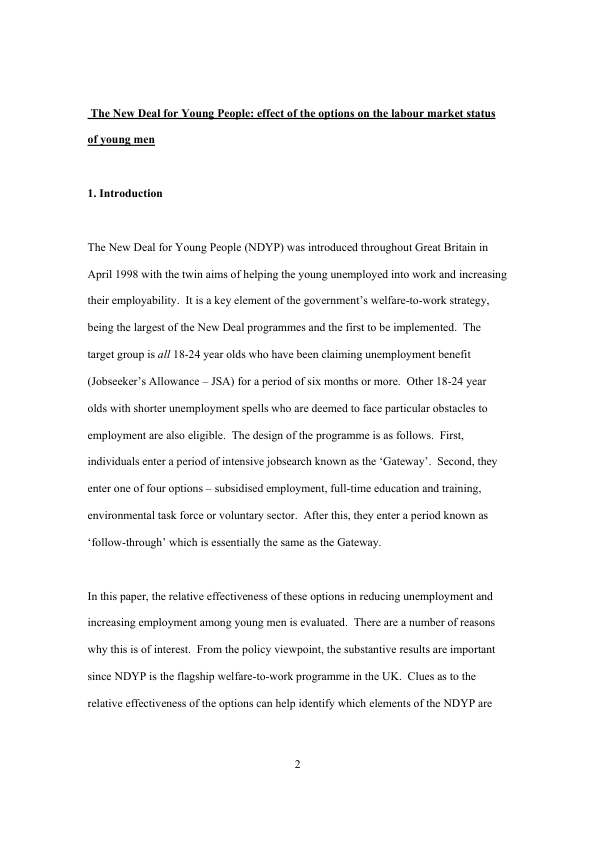 The New Deal for Young People: effect of the options on the labour market status
of young men
1. Introduction
The New Deal for Young People (NDYP) was introduced throughout Great Britain in
April 1998 with the twin aims of helping the young unemployed into work and increasing
their employability.  It is a key element of the government’s welfare-to-work strategy,
being the largest of the New Deal programmes and the first to be implemented.  The
target group is all 18-24 year olds who have been claiming unemployment benefit
(Jobseeker’s Allowance – JSA) for a period of six months or more.  Other 18-24 year
olds with shorter unemployment spells who are deemed to face particular obstacles to
employment are also eligible.  The design of the programme is as follows.  First,
individuals enter a period of intensive jobsearch known as the ‘Gateway’.  Second, they
enter one of four options – subsidised employment, full-time education and training,
environmental task force or voluntary sector.  After this, they enter a period known as
‘follow-through’ which is essentially the same as the Gateway.
In this paper, the relative effectiveness of these options in reducing unemployment and
increasing employment among young men is evaluated.  There are a number of reasons
why this is of interest.  From the policy viewpoint, the substantive results are important
since NDYP is the flagship welfare-to-work programme in the UK.  Clues as to the
relative effectiveness of the options can help identify which elements of the NDYP are
2